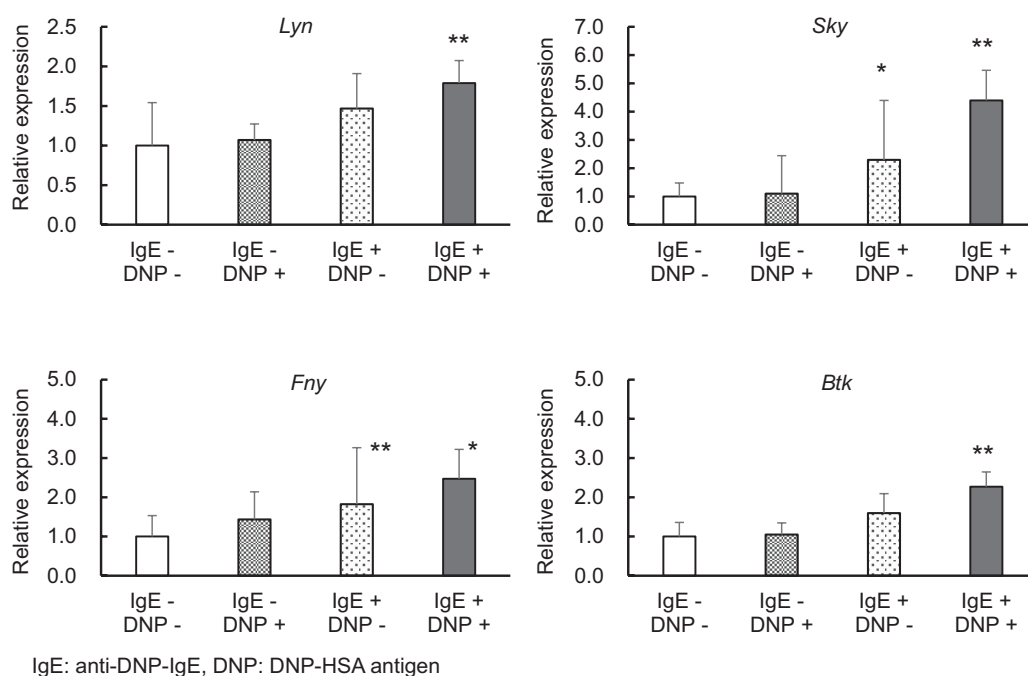 Lyn
Relative expression
2.5
2.0
1.5
1.0
0.5
0.0
**
IgE - IgE - IgE + IgE +
DNP - DNP + DNP - DNP +
Sky
Relative expression
7.0
6.0
5.0
4.0
3.0
2.0
1.0
0.0
* **
IgE - IgE - IgE + IgE +
DNP - DNP + DNP - DNP +
Fny
Relative expression
5.0
4.0
3.0
2.0
1.0
0.0
** *
IgE - IgE - IgE + IgE +
DNP - DNP + DNP - DNP +
Btk
Relative expression
5.0
4.0
3.0
2.0
1.0
0.0
**
IgE - IgE - IgE + IgE +
DNP - DNP + DNP - DNP +
IgE: anti-DNP-IgE, DNP: DNP-HSA antigen